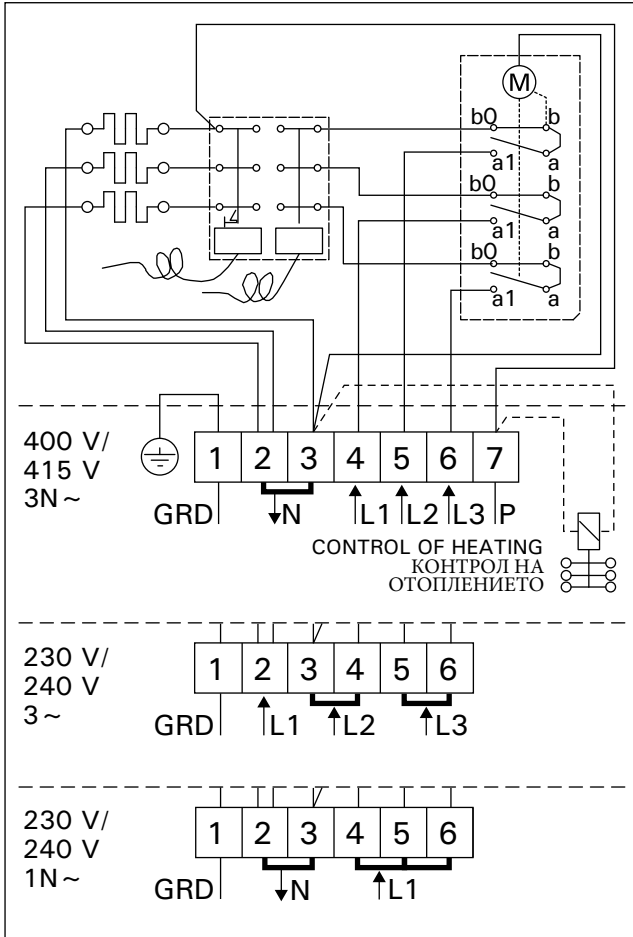 M
b0 b
a1 a
b0 b
a1 a
b0 b
a1 a
400 V/
415 V
3N~
1 2 3 4 5 6 7
GRD N L1 L2 L3 P
CONTROL OF HEATING
КОНТРОЛ НА
ОТОПЛЕНИЕТО
230 V/
240 V
3~
1 2 3 4 5 6
GRD L1 L2 L3
230 V/
240 V
1N~
1 2 3 4 5 6
GRD N L1